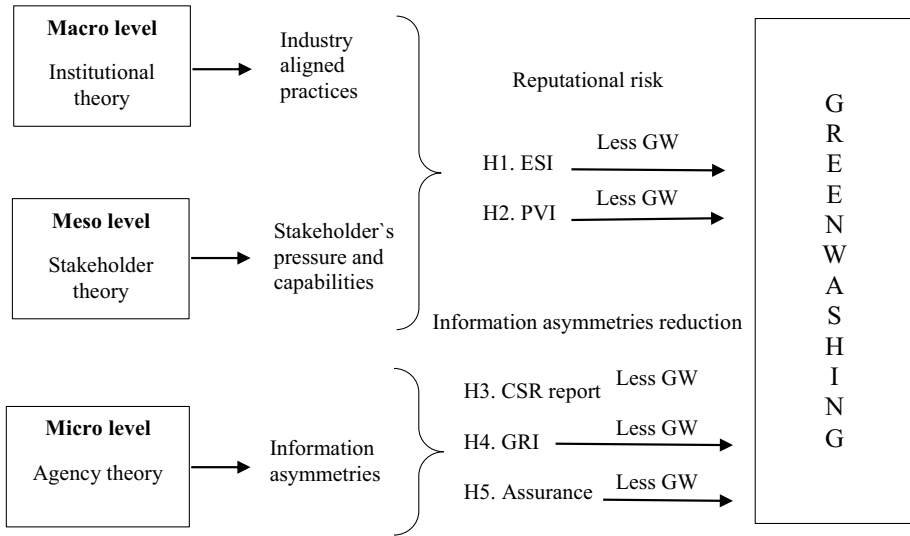 Macro level
Institutional
theory
Industry
aligned
practices
Meso level
Stakeholder
theory
Stakeholder`s
pressure and
capabilities
Micro level
Agency theory
Information
asymmetries
Reputational risk
H1. ESI
Less GW
H2. PVI
Less GW
Information asymmetries reduction
H3. CSR report
Less GW
H4. GRI
Less GW
H5. Assurance
Less GW
G
R
E
E
N
W
A
S
H
I
N
G